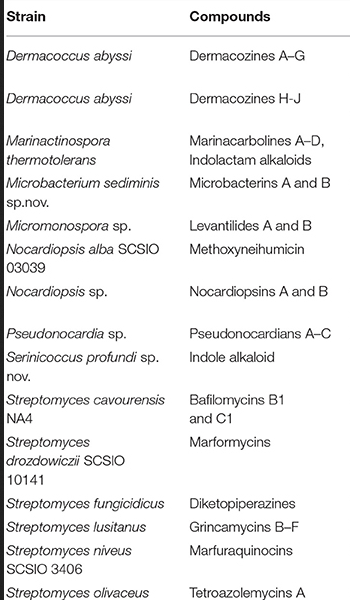 Strain Compounds
Dermacoccus abyssi Dermacozines A–G
Dermacoccus abyssi Dermacozines H-J
Marinactinospora Marinacarbolines A–D,
thermotolerans Indolactam alkaloids
Microbacterium sediminis Microbacterins A and B
sp.nov.
Micromonospora sp. Levantilides A and B
Nocardiopsis alba SCSIO Methoxyneihumicin
03039
Nocardiopsis sp. Nocardiopsins A and B
Pseudonocardia sp. Pseudonocardians A–C
Serinicoccus profundi sp. Indole alkaloid
nov.
Streptomyces cavourensis Bafilomycins B1
NA4 and C1
Streptomyces Marformycins
drozdowiczii SCSIO
10141
Streptomyces fungicidicus Diketopiperazines
Streptomyces lusitanus Grincamycins B–F
Streptomyces niveus Marfuraquinocins
SCSIO 3406
Streptomyces olivaceus Tetroazolemycins A